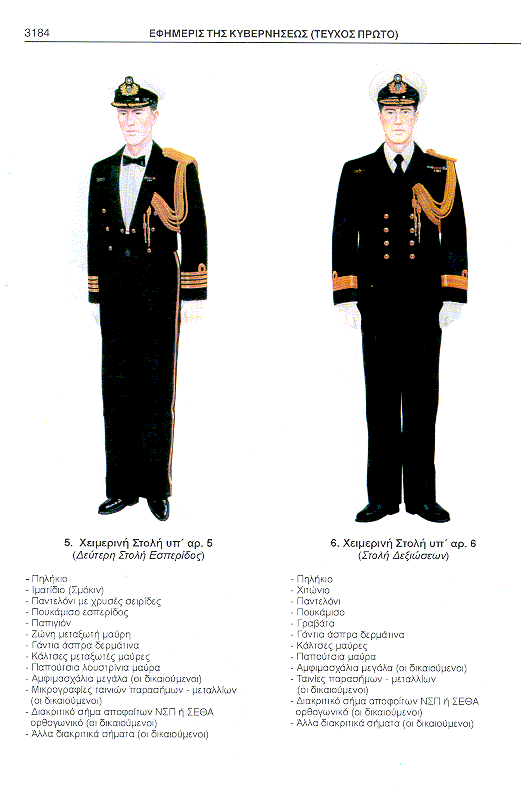 3184
ΕΦΗΜΕΡΙΣ ΤΗΣ ΚΥΒΕΡΝΗΣΕΩΣ (ΤΕΥΧΟΣ ΠΡΩΤΟ)
5. Χειμερινή Στολή υπ΄ αρ. 5
(Δεύτερη Στολή Εσπερίδος)
- Πηλήκιο
- Ιματίδιο (Σμόκιν)
- Παντελόνι με χρυσές σειρίδες
- Πουκάμισο εσπερίδος
- Παπιγιόν
- Ζώνη μεταξωτή μαύρη
- Γάντια άσπρα δερμάτινα
- Κάλτσες μεταξωτές μαύρες
- Παπούτσια λουστρίνια μαύρα
- Αμφιμασχάλια μεγάλα (οι δικαιούμενοι)
- Μικρογραφίες ταινιών παρασήμων - μεταλλίων
(οι δικαιούμενοι)
- Διακριτικό σήμα αποφοίτων ΝΣΠ ή ΣΕΘΑ
ορθογωνικό (οι δικαιούμενοι)
- Άλλα διακριτικά σήματα (οι δικαιούμενοι)
6. Χειμερινή Στολή υπ΄ αρ. 6
(Στολή Δεξιώσεων)
- Πηλήκιο
- Χιτώνιο
- Παντελόνι
- Πουκάμισο
- Γραβάτα
- Γάντια άσπρα δερμάτινα
- Κάλτσες μαύρες
- Παπούτσια μαύρα
- Αμφιμασχάλια μεγάλα (οι δικαιούμενοι)
- Ταινίες παρασήμων - μεταλλίων
(οι δικαιούμενοι)
- Διακριτικό σήμα αποφοίτων ΝΣΠ ή ΣΕΘΑ
ορθογωνικό (οι δικαιούμενοι)
- Άλλα διακριτικά σήματα (οι δικαιούμενοι)